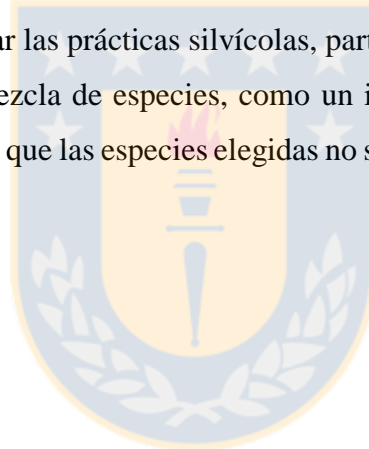 ar las prácticas silvícolas, part
ezcla de especies, como un i
que las especies elegidas no s